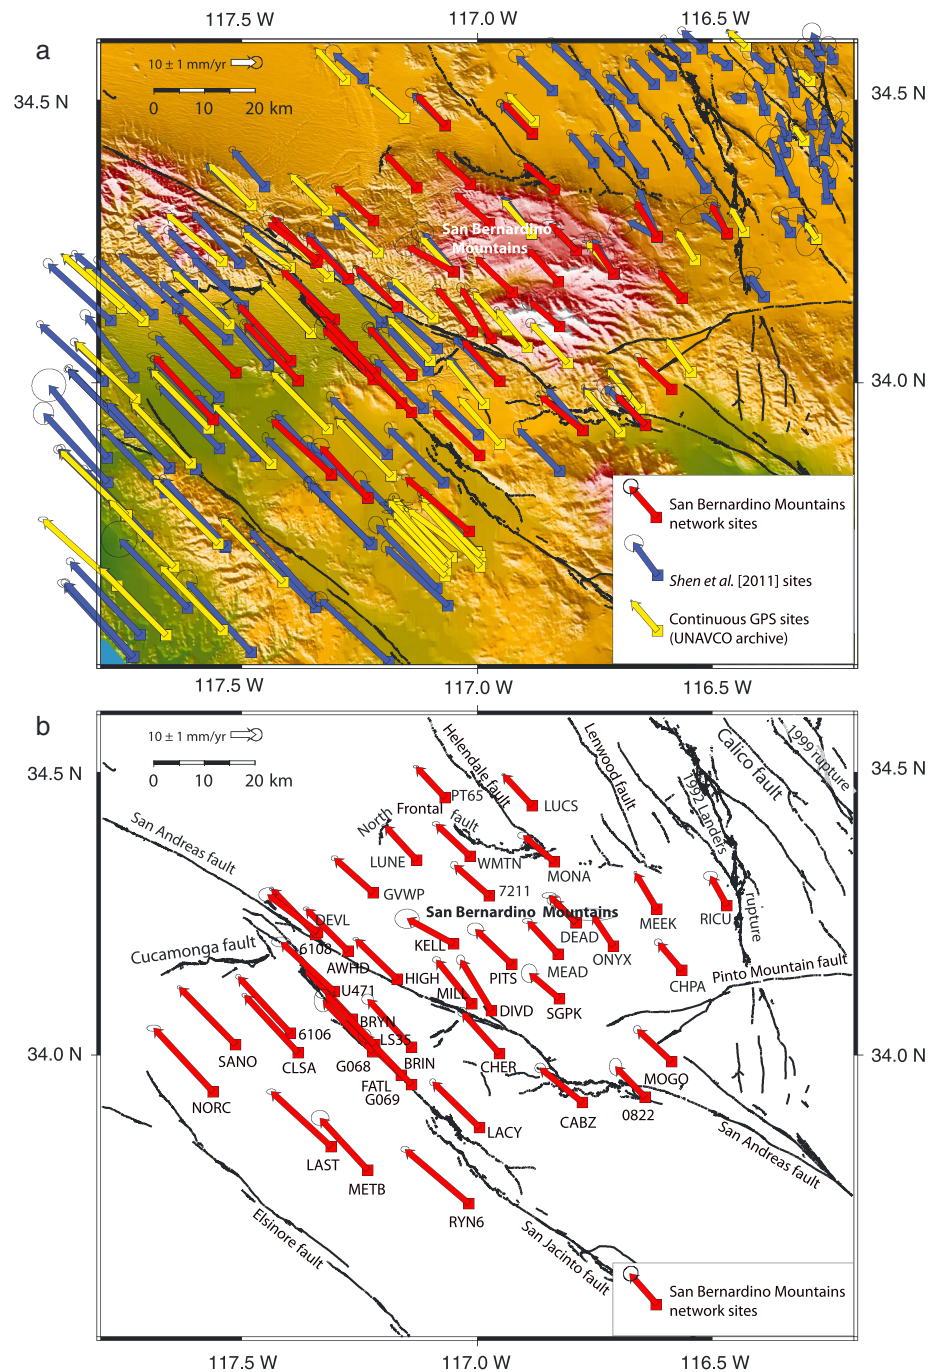 117.5 W 117.0 W 116.5 W
a
10 ± 1 mm/yr
0 10 20 km
34.5 N
34.5 N
San Bernardino
Mountains
34.0 N
34.0 N
San Bernardino Mountains
network sites
Shen et al. [2011] sites
Continuous GPS sites
(UNAVCO archive)
117.5 W 117.0 W 116.5 W
b
10 ± 1 mm/yr
0 10 20 km
34.5 N
34.5 N
Helendale fault
Lenwood fault
Calico fault
1999 rupture
1992 Landers
rupture
San Andreas fault
North
Frontal
fault
PT65
LUCS
LUNE
WMTN
MONA
GVWP
7211
San Bernardino Mountains
MEEK
RICU
DEVL
6108
KELL
DEAD
ONYX
Cucamonga fault
AWHD
HIGH
PITS
MEAD
CHPA
Pinto Mountain fault
U471
MILL
DIVD
SGPK
BRYN
6106
LS35
SANO
CLSA
G068
BRIN
CHER
34.0 N
34.0 N
MOGO
FATL
G069
NORC
CABZ
0822
LACY
San Andreas fault
LAST
METB
RYN6
Elsinore fault
San Jacinto fault
San Bernardino Mountains
network sites
117.5 W 117.0 W 116.5 W